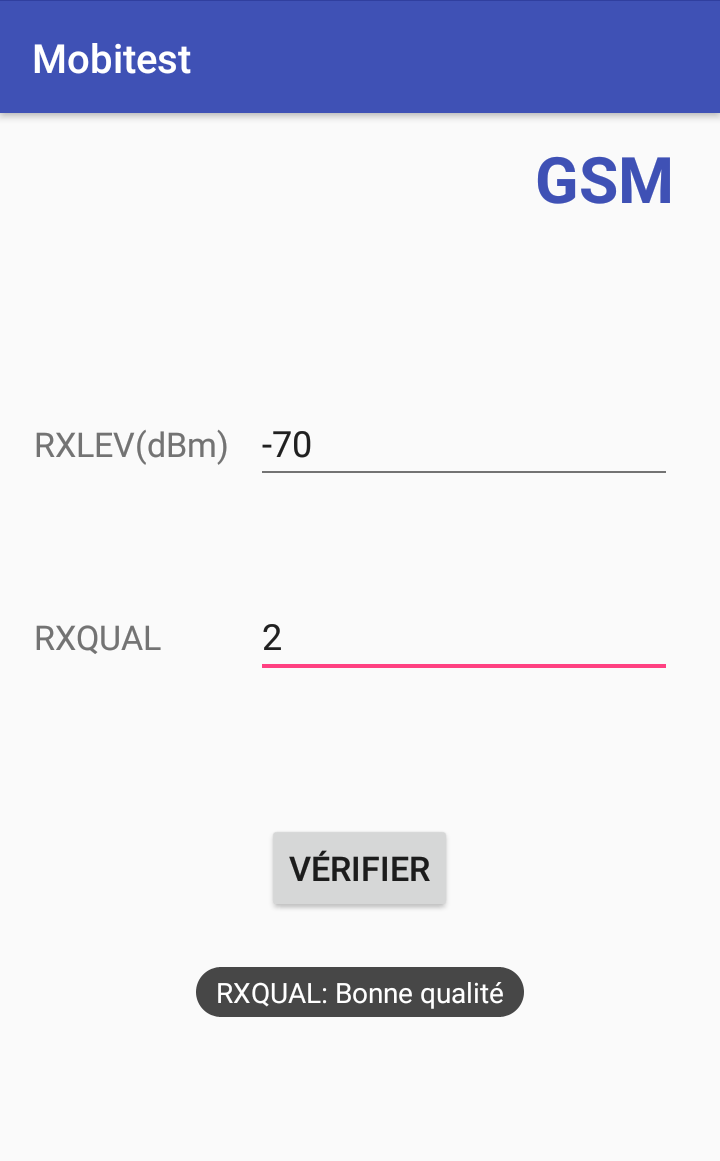 Mobitest
GSM
RXLEV(dBm) -70
RXQUAL 2
VÉRIFIER
RXQUAL: Bonne qualité